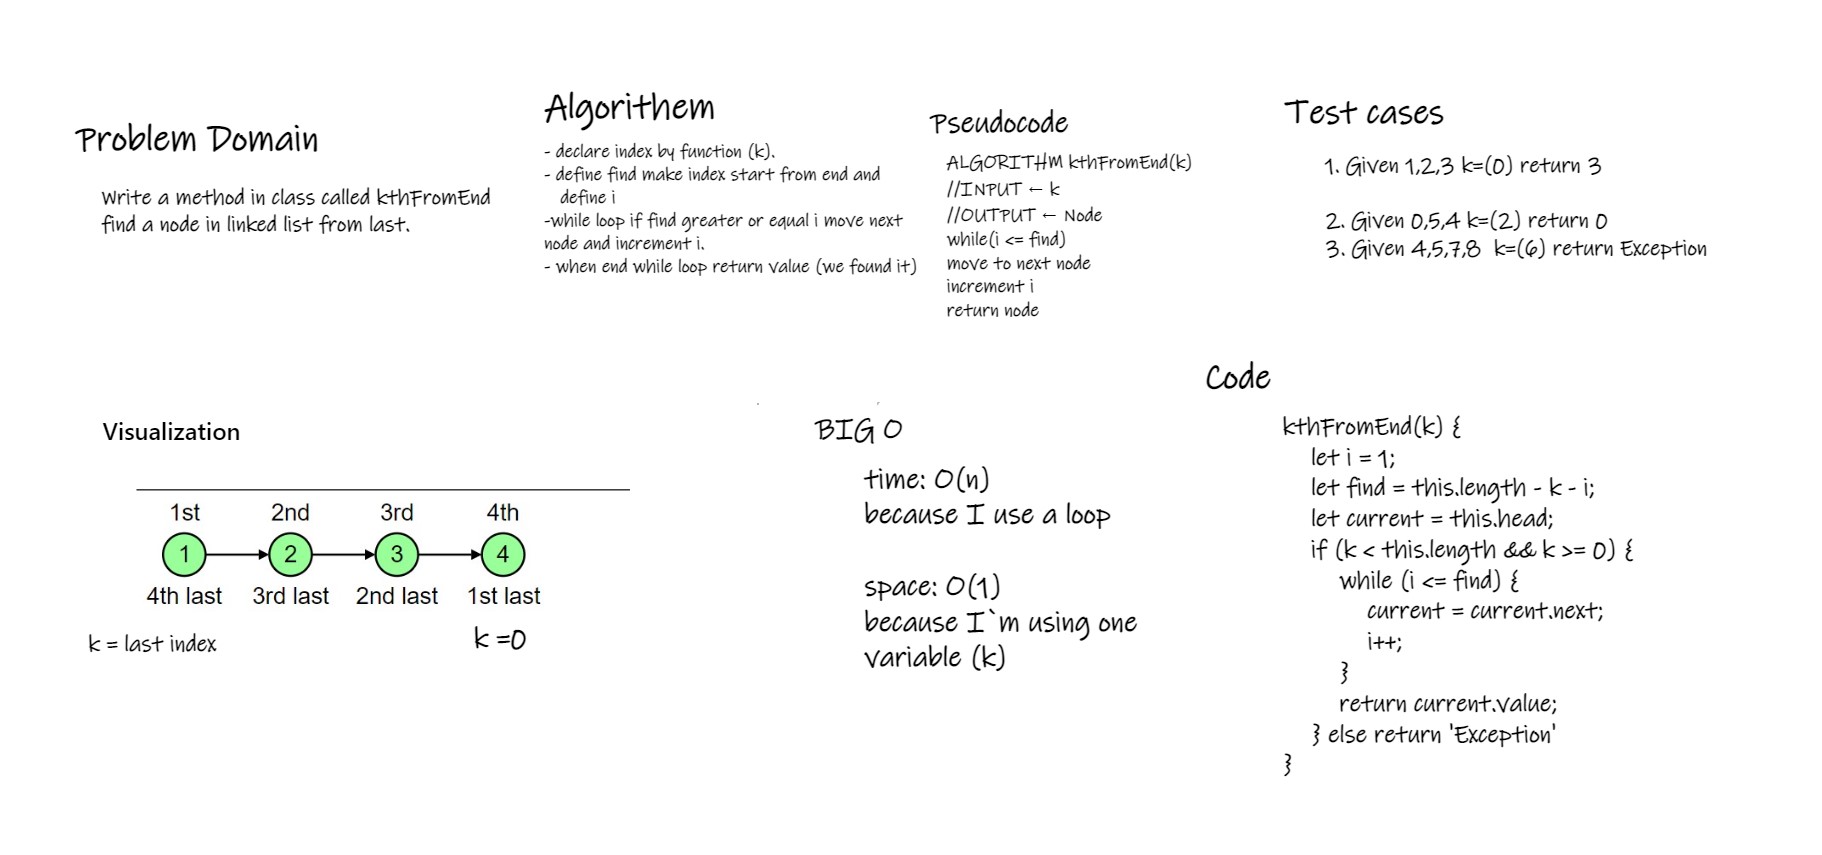 Problem Domain
Write a method in class called kthFromEnd
find a node in linked list from last.
Algorithem
- declare index by function (k).
- define find make index start from end and
define i
-while loop if find greater or equal i move next
node and increment i.
- when end while loop return value (we found it)
Pseudocode
ALGORITHM kthFromEnd(k)
//INPUT ← k
//OUTPUT ← Node
while(i <= find)
move to next node
increment i
return node
Test cases
1. Given 1,2,3 k=(0) return 3
2. Given 0,5,4 k=(2) return 0
3. Given 4,5,7,8 k=(6) return Exception
Visualization
1st 2nd 3rd 4th
1 2 3 4
4th last 3rd last 2nd last 1st last
k = last index k =0
BIG O
time: O(n)
because I use a loop
space: O(1)
because I`m using one
variable (k)
Code
kthFromEnd(k) {
let i = 1;
let find = this.length - k - i;
let current = this.head;
if (k < this.length && k >= 0) {
while (i <= find) {
current = current.next;
i++;
}
return current.value;
} else return 'Exception'
}